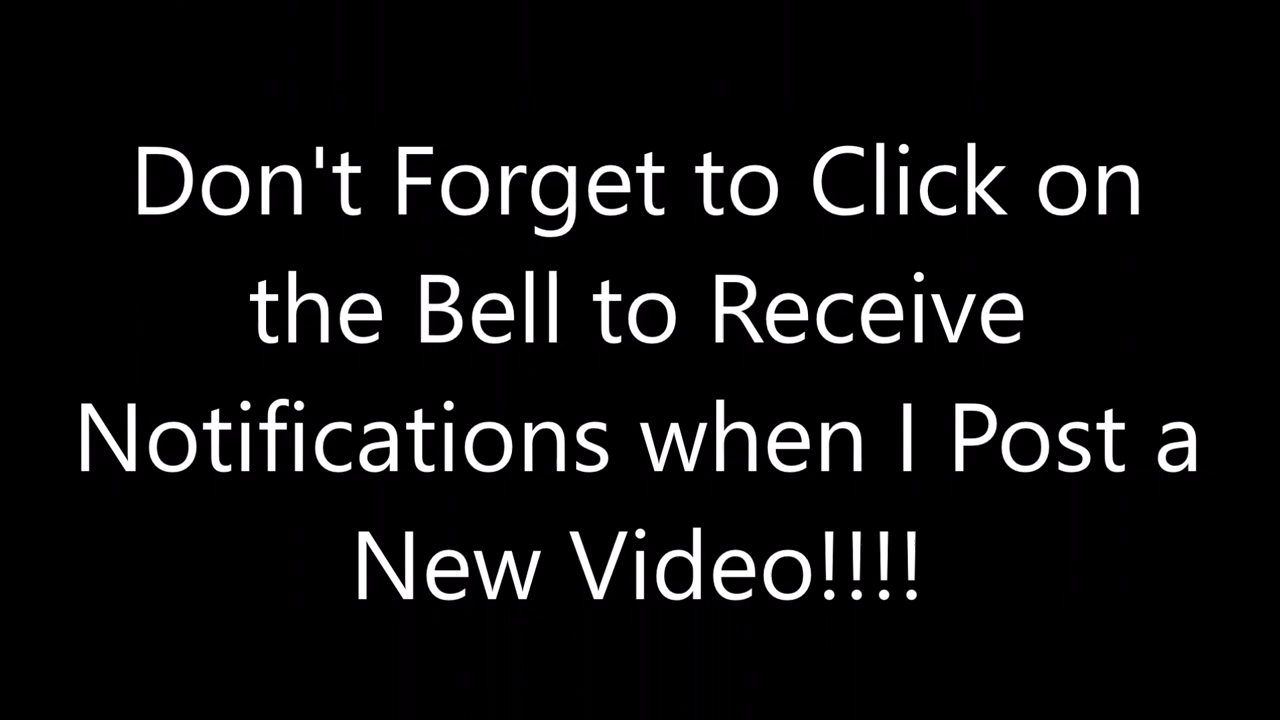 Don't Forget to Click on
the Bell to Receive
Notifications when I Post a
New Video!!!!